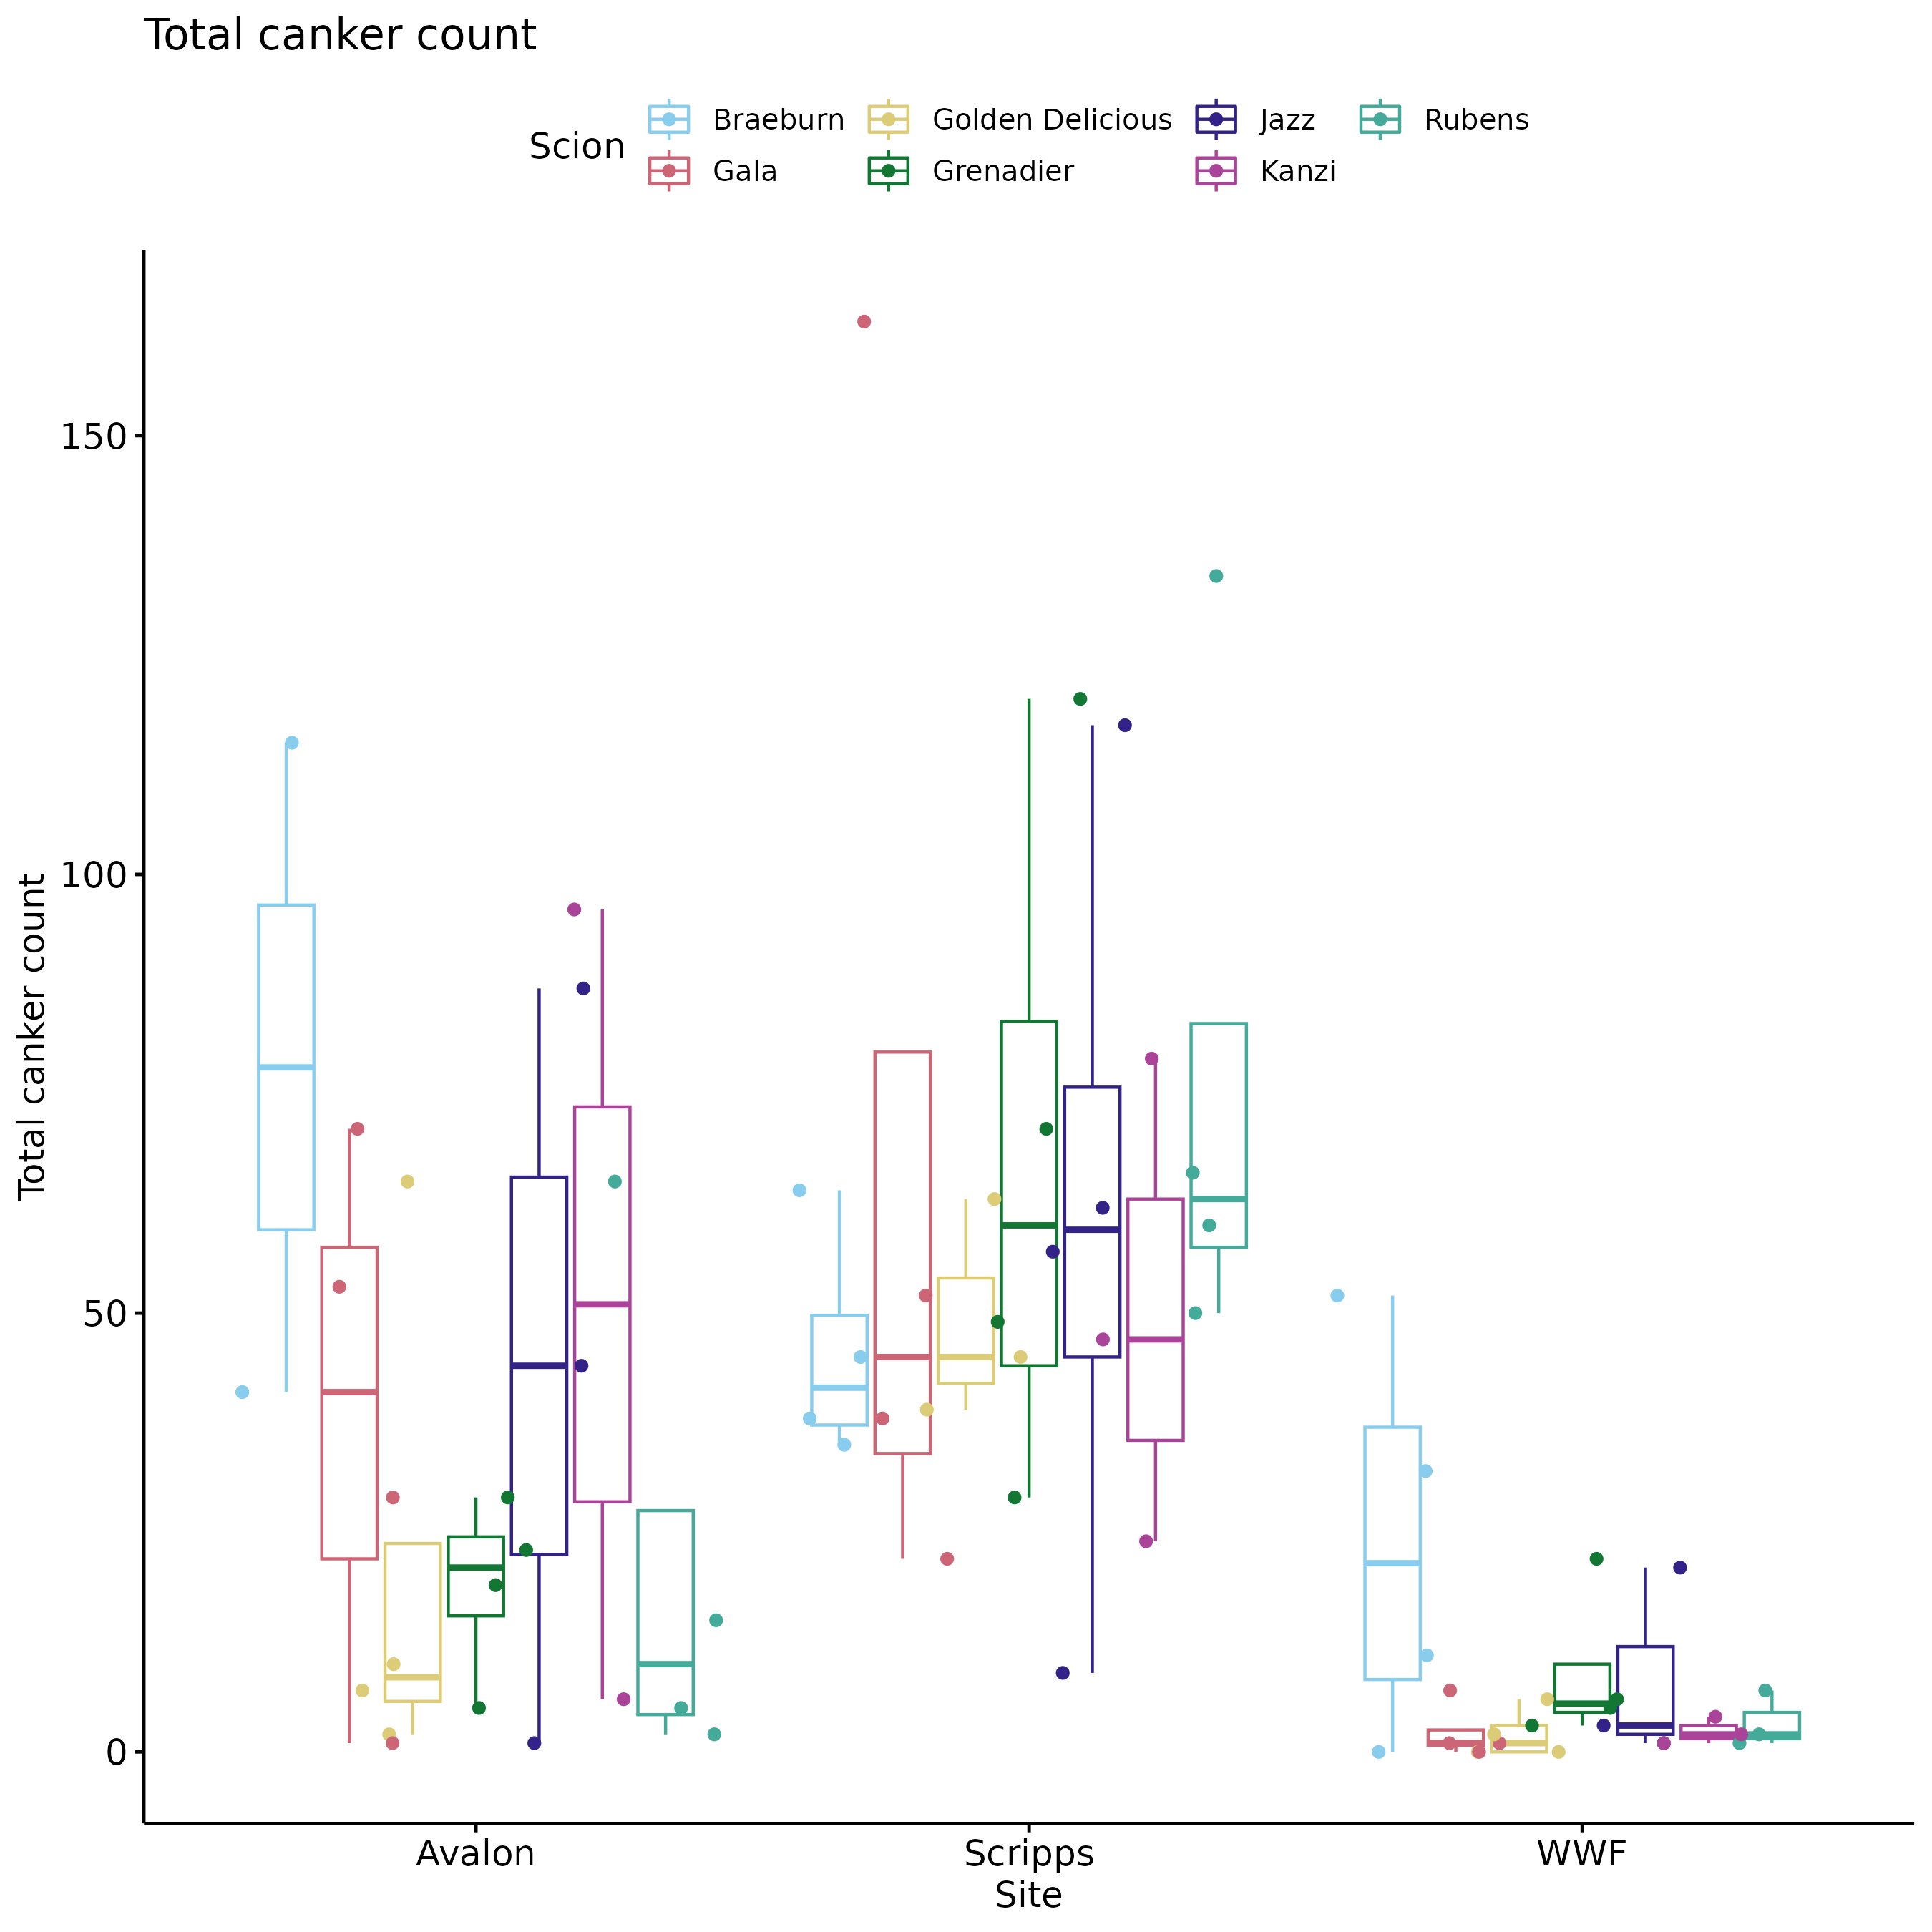 Total canker count
Scion
Braeburn
Golden Delicious
Jazz
Rubens
Gala
Grenadier
Kanzi
Total canker count
150
100
50
0
Avalon
Scripps
WWF
Site